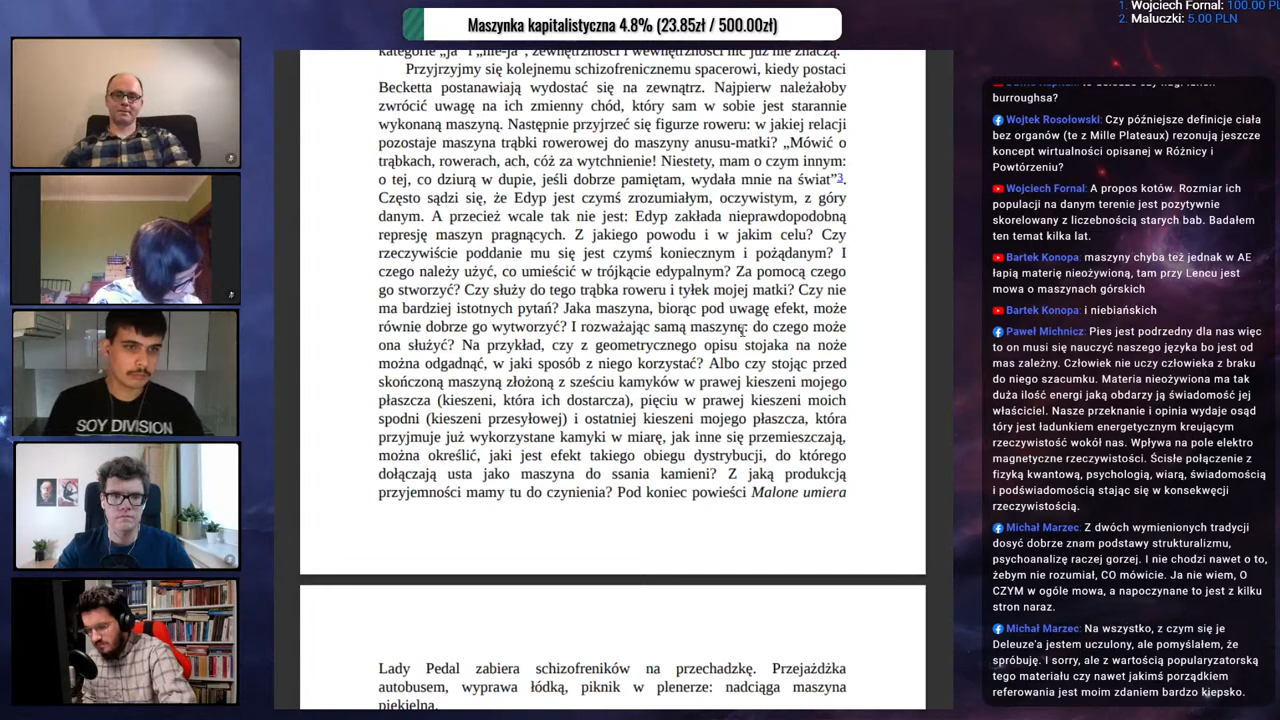 Maszynka kapitalistyczna 4.8% (23.85zł / 500.00zł)
1. Wojciech Fornal: 100.00 PL
2. Maluczki: 5.00 PLN
kategorie „ja” i „nie-ja”, zewnętrzności i wewnętrzności nic już nie znaczą.
Przyjrzyjmy się kolejnemu schizofrenicznemu spacerowi, kiedy postaci
Becketta postanawiają wydostać się na zewnątrz. Najpierw należałoby
zwrócić uwagę na ich zmienny chód, który sam w sobie jest starannie
wykonaną maszyną. Następnie przyjrzeć się figurze roweru: w jakiej relacji
pozostaje maszyna trąbki rowerowej do maszyny anusu-matki? „Mówić o
trąbkach, rowerach, ach, cóż za wytchnienie! Niestety, mam o czym innym:
o tej, co dziurą w dupie, jeśli dobrze pamiętam, wydała mnie na świat”3.
Często sądzi się, że Edyp jest czymś zrozumiałym, oczywistym, z góry
danym. A przecież wcale tak nie jest: Edyp zakłada nieprawdopodobną
represję maszyn pragnących. Z jakiego powodu i w jakim celu? Czy
rzeczywiście poddanie mu się jest czymś koniecznym i pożądanym? I
czego należy użyć, co umieścić w trójkącie edypalnym? Za pomocą czego
go stworzyć? Czy służy do tego trąbka roweru i tyłek mojej matki? Czy nie
ma bardziej istotnych pytań? Jaka maszyna, biorąc pod uwagę efekt, może
równie dobrze go wytworzyć? I rozważając samą maszynę: do czego może
ona służyć? Na przykład, czy z geometrycznego opisu stojaka na noże
można odgadnąć, w jaki sposób z niego korzystać? Albo czy stojąc przed
skończoną maszyną złożoną z sześciu kamyków w prawej kieszeni mojego
płaszcza (kieszeni, która ich dostarcza), pięciu w prawej kieszeni moich
spodni (kieszeni przesyłowej) i ostatniej kieszeni mojego płaszcza, która
przyjmuje już wykorzystane kamyki w miarę, jak inne się przemieszczają,
można określić, jaki jest efekt takiego obiegu dystrybucji, do którego
dołączają usta jako maszyna do ssania kamieni? Z jaką produkcją
przyjemności mamy tu do czynienia? Pod koniec powieści Malone umiera
Lady Pedal zabiera schizofreników na przechadzkę. Przejażdżka
autobusem, wyprawa łódką, piknik w plenerze: nadciąga maszyna
piekielna.
SOY DIVISION
burroughsa?
Wojtek Rosołowski: Czy późniejsze definicje ciała
bez organów (te z Mille Plateaux) rezonują jeszcze
koncept wirtualności opisanej w Różnicy i
Powtórzeniu?
Wojciech Fornal: A propos kotów. Rozmiar ich
populacji na danym terenie jest pozytywnie
skorelowany z liczebnością starych bab. Badałem
ten temat kilka lat.
Bartek Konopa: maszyny chyba też jednak w AE
łapią materię nieożywioną, tam przy Lencu jest
mowa o maszynach górskich
Bartek Konopa: i niebiańskich
Paweł Michnicz: Pies jest podrzędny dla nas więc
to on musi się nauczyć naszego języka bo jest od
mas zależny. Człowiek nie uczy człowieka z braku
do niego szacumku. Materia nieożywiona ma tak
duża ilość energi jaką obdarzy ją świadomość jej
właściciel. Nasze przeknanie i opinia wydaje osąd
tóry jest ładunkiem energetycznym kreującym
rzeczywistość wokół nas. Wpływa na pole elektro
magnetyczne rzeczywistości. Ścisłe połączenie z
fizyką kwantową, psychologią, wiarą, świadomością
i podświadomością stając się w konsekwęcji
rzeczywistością.
Michał Marzec: Z dwóch wymienionych tradycji
dosyć dobrze znam podstawy strukturalizmu,
psychoanalizę raczej gorzej. I nie chodzi nawet o to,
żebym nie rozumiał, CO mówicie. Ja nie wiem, O
CZYM w ogóle mowa, a napoczynane to jest z kilku
stron naraz.
Michał Marzec: Na wszystko, z czym się je
Deleuze'a jestem uczulony, ale pomyślałem, że
spróbuję. I sorry, ale z wartością popularyzatorską
tego materiału czy nawet jakimś porządkiem
referowania jest moim zdaniem bardzo kiepsko.